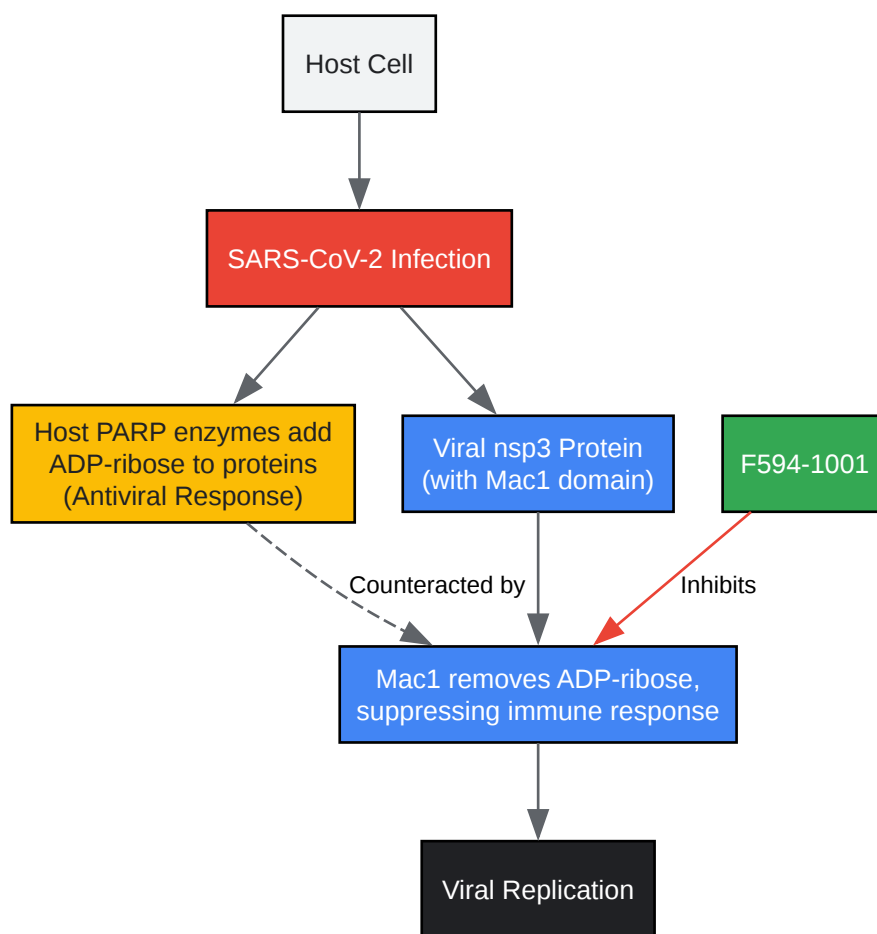 Host Cell
SARS-CoV-2 Infection
Host PARP enzymes add
ADP-ribose to proteins
(Antiviral Response)
Viral nsp3 Protein
(with Mac1 domain)
F594-1001
Counteracted by
Inhibits
Mac1 removes ADP-ribose,
suppressing immune response
Viral Replication